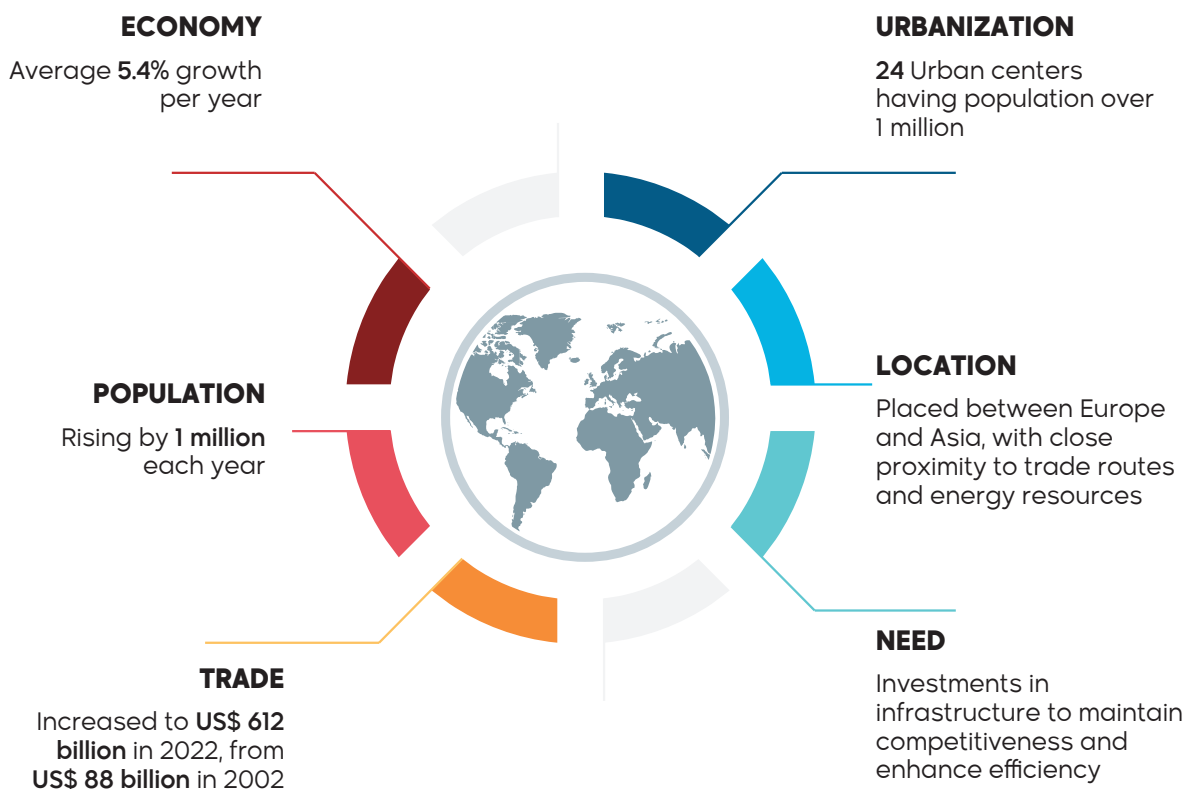 ECONOMY
Average 5.4% growth
per year
URBANIZATION
24 Urban centers
having population over
1 million
POPULATION
Rising by 1 million
each year
LOCATION
Placed between Europe
and Asia, with close
proximity to trade routes
and energy resources
TRADE
Increased to US$ 612
billion in 2022, from
US$ 88 billion in 2002
NEED
Investments in
infrastructure to maintain
competitiveness and
enhance efficiency